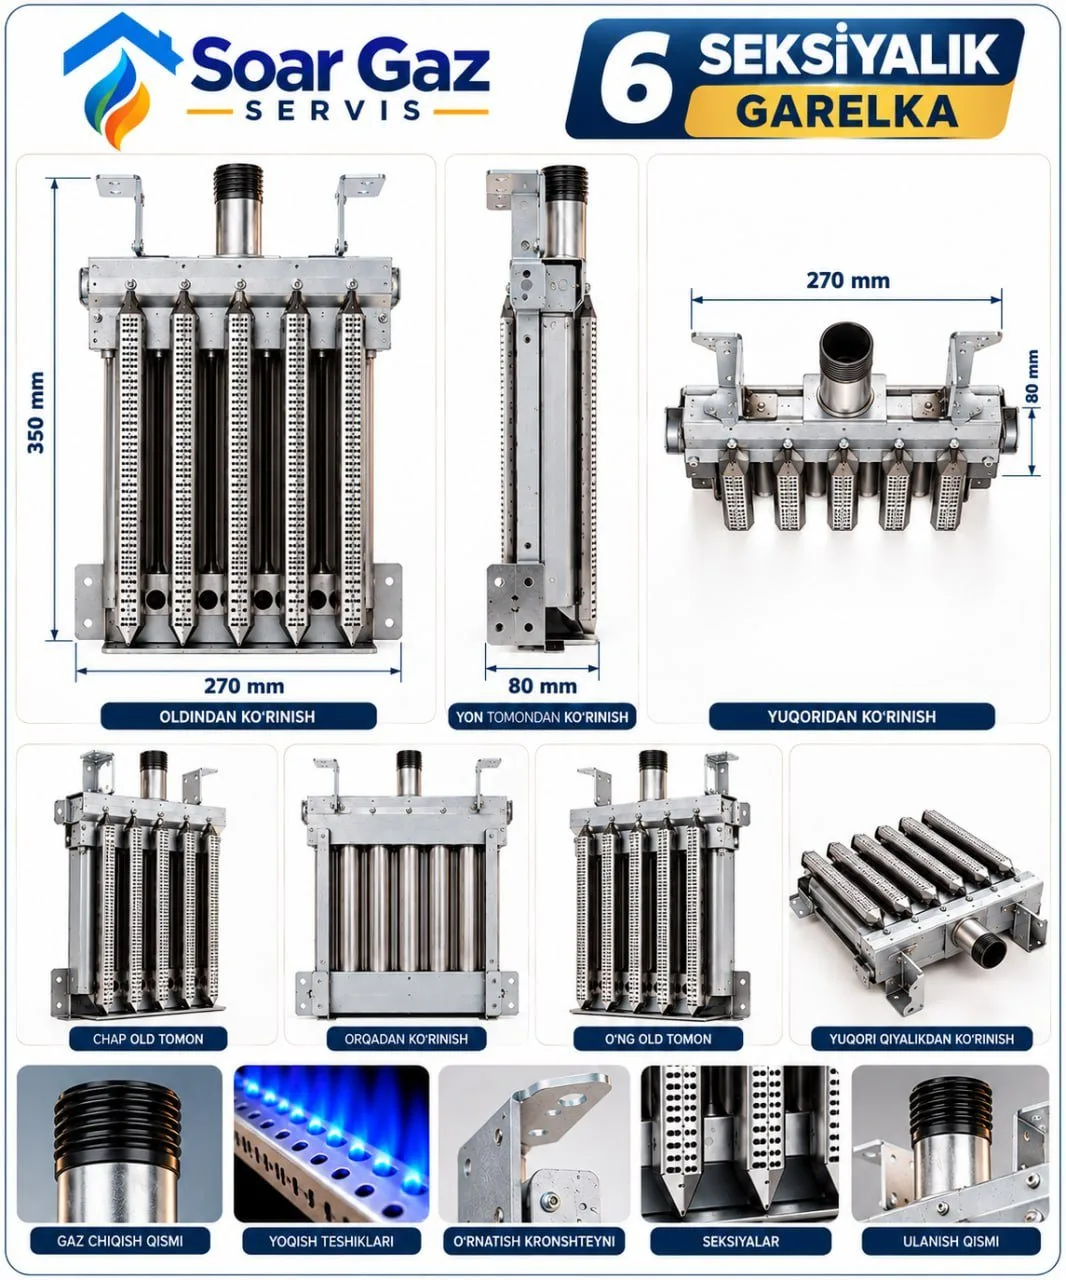 Soar Gaz
SERVIS
6
SEKSİYALIK
GARELKA
350 mm
270 mm
OLDINDAN KO‘RINISH
80 mm
YON TOMONDAN KO‘RINISH
270 mm
80 mm
YUQORIDAN KO‘RINISH
CHAP OLD TOMON
ORQADAN KO‘RINISH
O‘NG OLD TOMON
YUQORI QIYALIKDAN KO‘RINISH
GAZ CHIQISH QISMI
YOQISH TESHIKLARI
O‘RNATISH KRONSHTEYNI
SEKSIYALAR
ULANISH QISMI